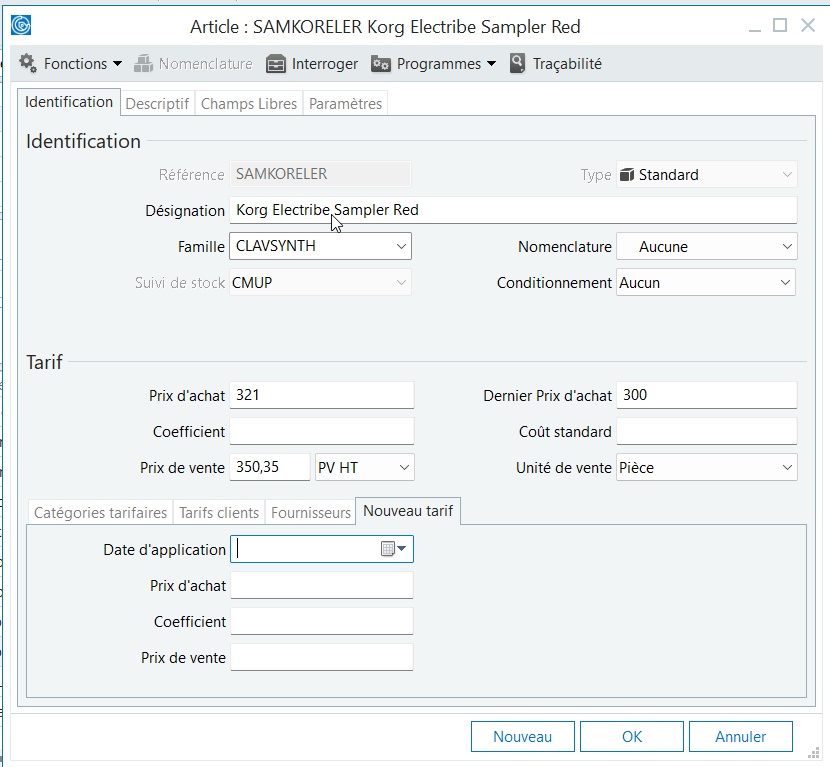 Article : SAMKORELER Korg Electribe Sampler Red
Fonctions Nomenclature Interroger Programmes Traçabilité
Identification Descriptif Champs Libres Paramètres
Identification
Référence SAMKORELER Type Standard
Désignation Korg Electribe Sampler Red
Famille CLAVSYNTH Nomenclature Aucune
Suivi de stock CMUP Conditionnement Aucun
Tarif
Prix d'achat 321 Dernier Prix d'achat 300
Coefficient Coût standard
Prix de vente 350,35 PV HT Unité de vente Pièce
Catégories tarifaires Tarifs clients Fournisseurs Nouveau tarif
Date d'application
Prix d'achat
Coefficient
Prix de vente
Nouveau OK Annuler